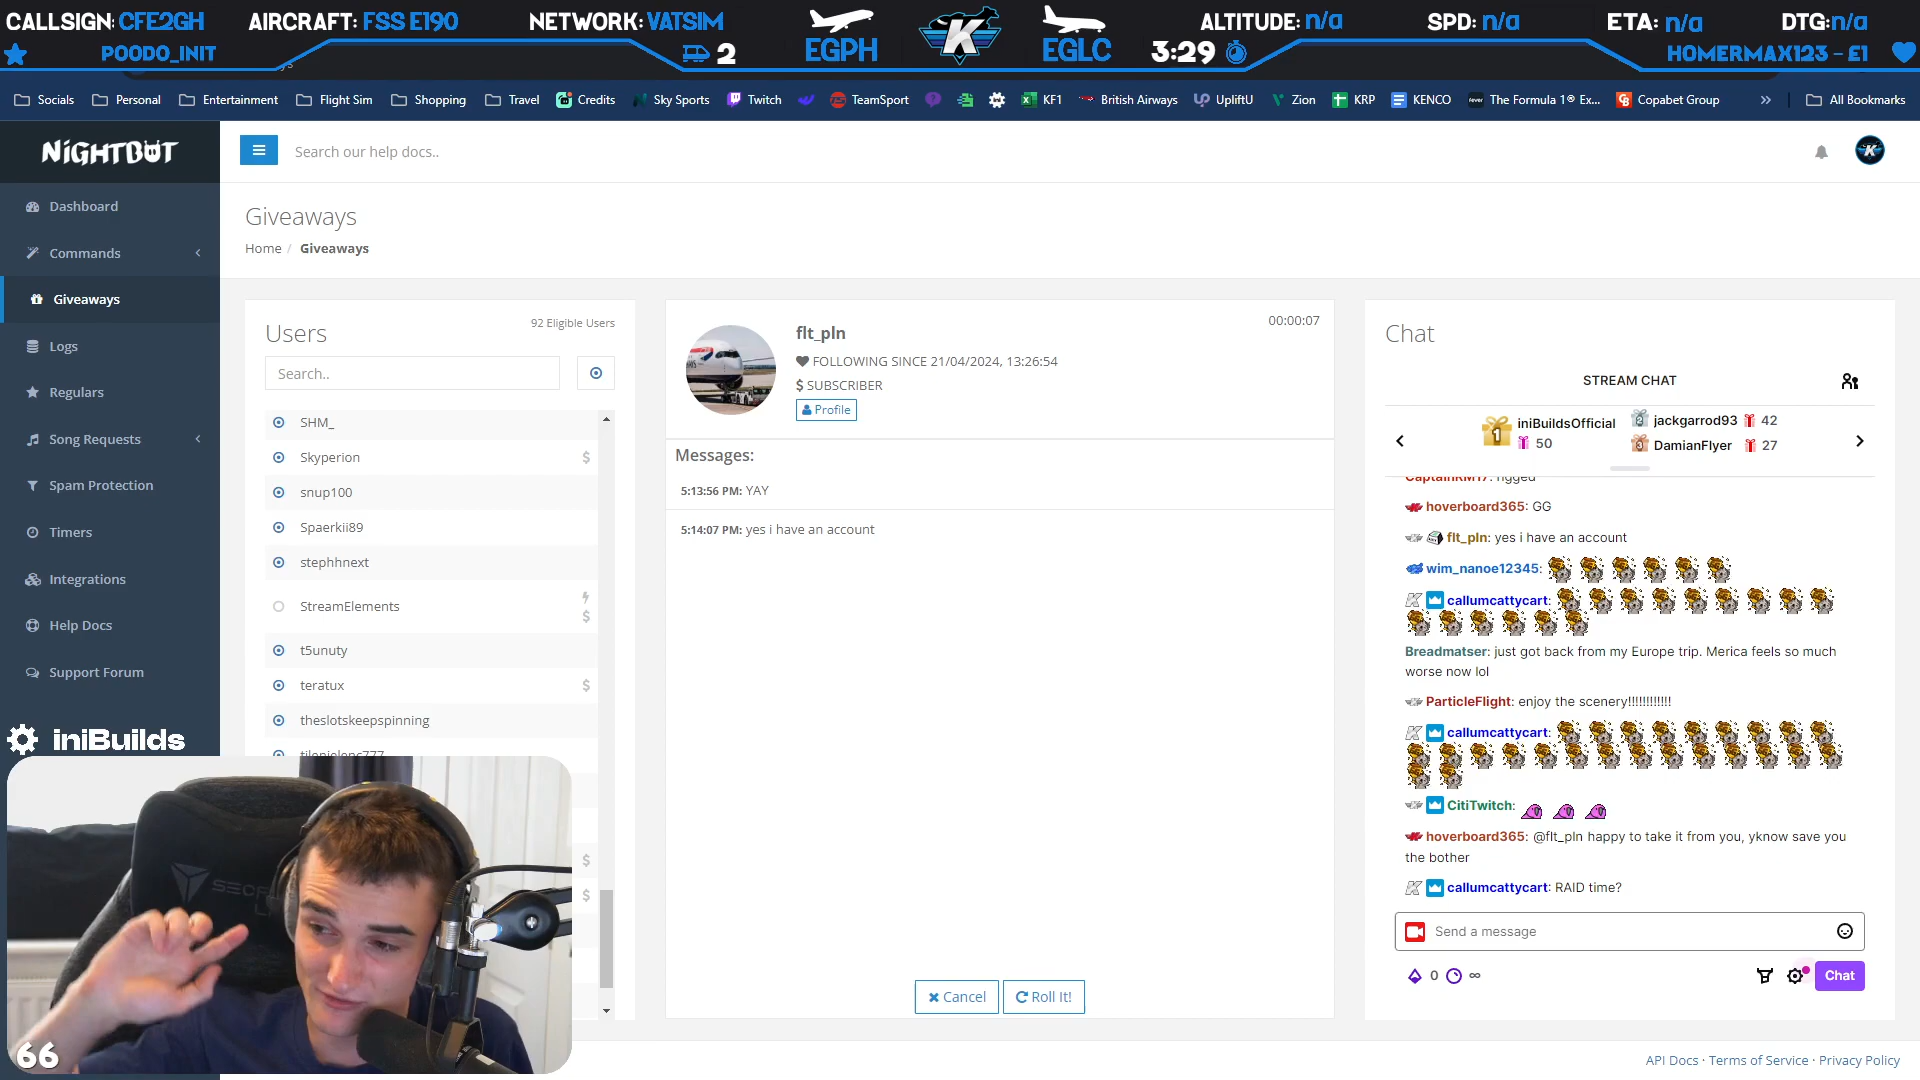 CALLSIGN: CFE2GH AIRCRAFT: FSS E190 NETWORK: VATSIM EGPH K EGLC ALTITUDE: n/a SPD: n/a ETA: n/a DTG:n/a
POODO_INIT 2 3:29 HOMERMAX123 - £1
Socials Personal Entertainment Flight Sim Shopping Travel Credits Sky Sports Twitch TeamSport KF1 British Airways UpliftU Zion KRP KENCO The Formula 1® Ex... Copabet Group » All Bookmarks
NIGHTBOT
Search our help docs..
Dashboard
Commands
Giveaways
Logs
Regulars
Song Requests
Spam Protection
Timers
Integrations
Help Docs
Support Forum
iniBuilds
Giveaways
Home / Giveaways
Users
92 Eligible Users
Search..
SHM_
Skyperion $
snup100
Spaerkii89
stephhnext
StreamElements $
t5unuty
teratux $
theslotskeepspinning
$
$
66
flt_pln
00:00:07
FOLLOWING SINCE 21/04/2024, 13:26:54
$ SUBSCRIBER
Profile
Messages:
5:13:56 PM: YAY
5:14:07 PM: yes i have an account
Cancel
Roll It!
Chat
STREAM CHAT
1 iniBuildsOfficial 50
2 jackgarrod93 42
3 DamianFlyer 27
CaptainRM17: rigged
hoverboard365: GG
flt_pln: yes i have an account
wim_nanoe12345:
callumcattycart:
Breadmatser: just got back from my Europe trip. Merica feels so much
worse now lol
ParticleFlight: enjoy the scenery!!!!!!!!!!!!
callumcattycart:
CitiTwitch:
hoverboard365: @flt_pln happy to take it from you, yknow save you
the bother
callumcattycart: RAID time?
Send a message
0 ∞
Chat
API Docs · Terms of Service · Privacy Policy